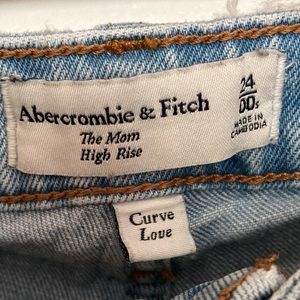 Abercrombie & Fitch
The Mom
High Rise
24
00s
MADE IN
CAMBODIA
Curve
Love